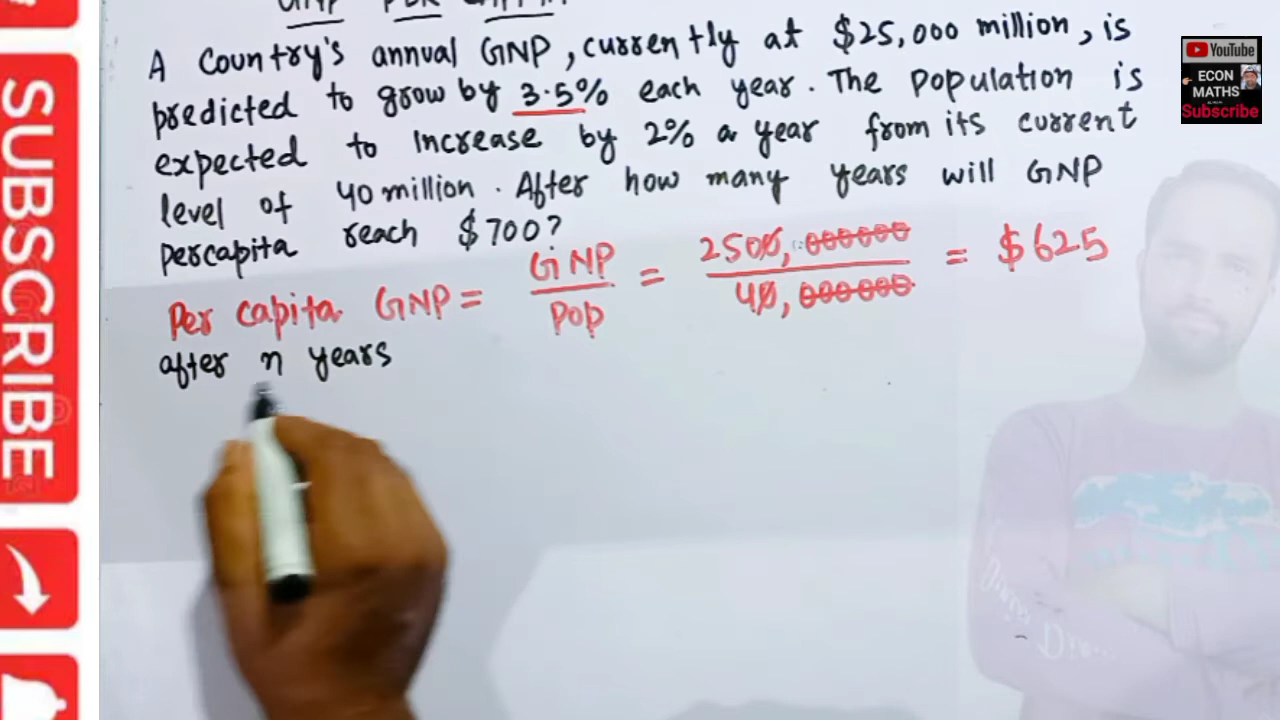 GNP PER CAPITA
A Country's annual GNP, currently at $25,000 million, is
predicted to grow by 3.5% each year. The Population is
expected to Increase by 2% a year from its current
level of 40 million. After how many years will GNP
Percapita reach $700?
Per capita GNP = GNP/Pop = 2500,000000/40,000000 = $625
after n years
SUBSCRIBE
YouTube
ECON
MATHS
Subscribe